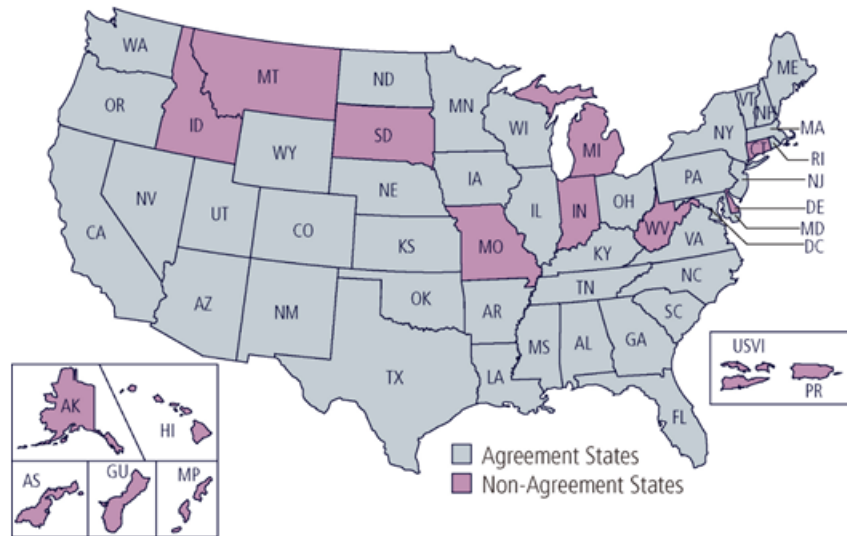 WA
MT
ND
MN
ME
VT
NH
OR
ID
SD
WI
MI
NY
MA
RI
WY
CT
NJ
IA
PA
NE
NV
OH
DE
UT
IL
IN
MD
WV
DC
CA
CO
KS
MO
VA
KY
NC
AZ
NM
OK
TN
AR
SC
MS
AL
GA
USVI
TX
LA
PR
AK
HI
FL
Agreement States
Non-Agreement States
AS
GU
MP